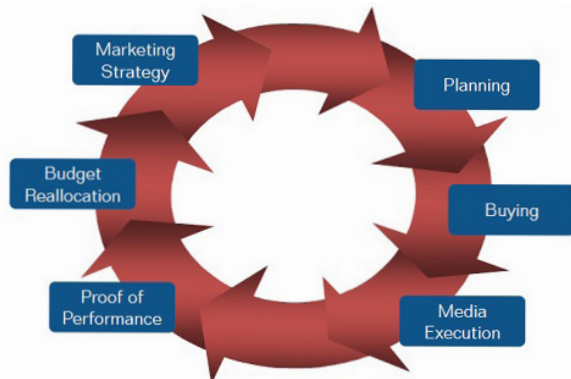 Marketing
Strategy
Planning
Budget
Reallocation
Buying
Proof of
Performance
Media
Execution